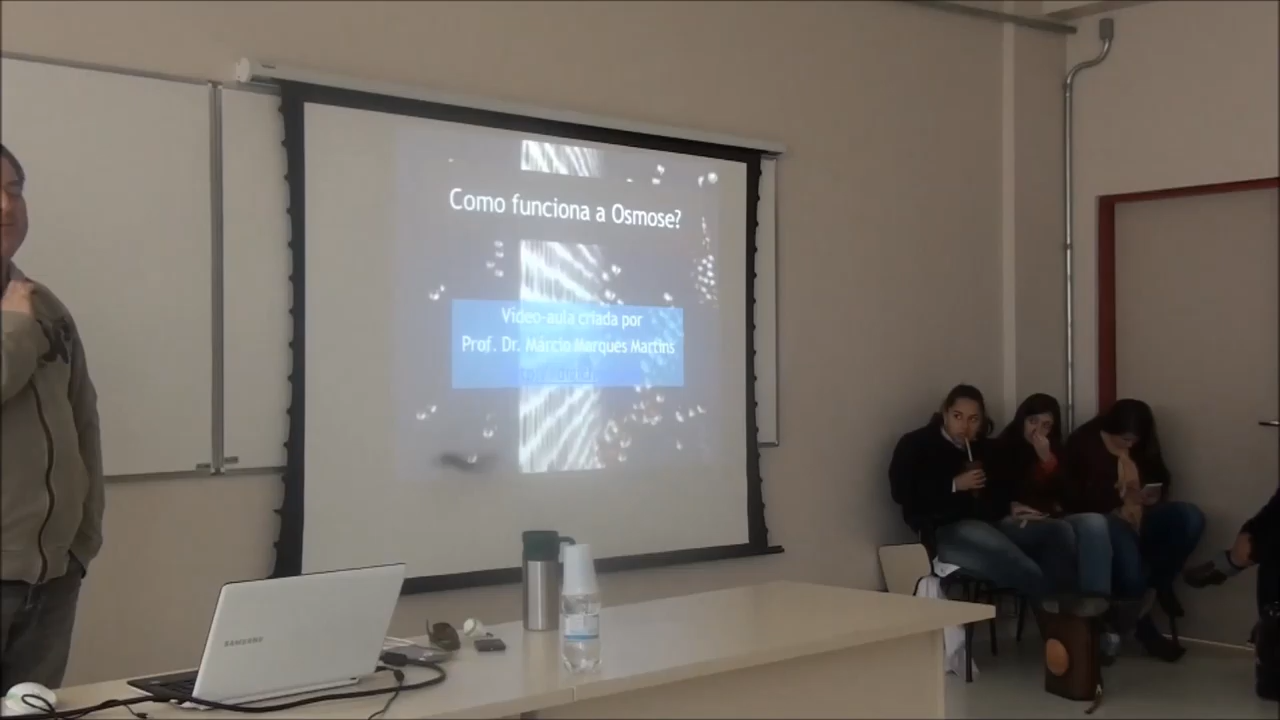 Como funciona a Osmose?
Vídeo-aula criada por
Prof. Dr. Márcio Marques Martins
SAMSUNG